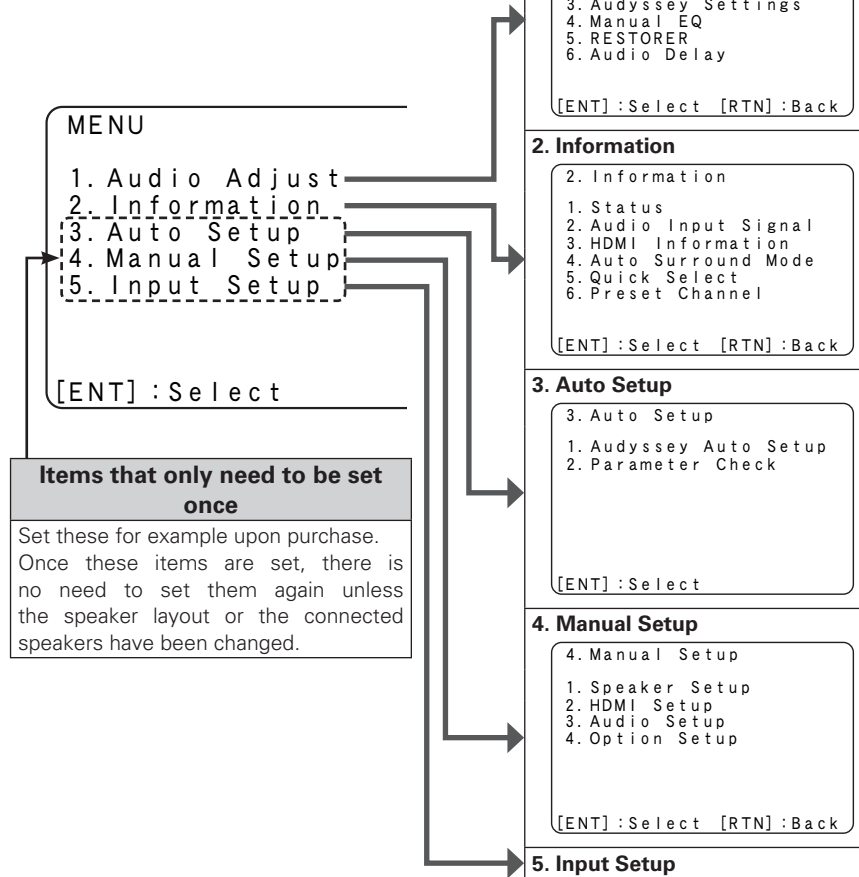 MENU
1. Audio Adjust
2. Information
3. Auto Setup
4. Manual Setup
5. Input Setup
[ENT] : Select
Items that only need to be set
once
Set these for example upon purchase.
Once these items are set, there is
no need to set them again unless
the speaker layout or the connected
speakers have been changed.
3. Audyssey Settings
4. Manual EQ
5. RESTORER
6. Audio Delay
[ENT] : Select [RTN] : Back
2. Information
2. Information
1. Status
2. Audio Input Signal
3. HDMI Information
4. Auto Surround Mode
5. Quick Select
6. Preset Channel
[ENT] : Select [RTN] : Back
3. Auto Setup
3. Auto Setup
1. Audyssey Auto Setup
2. Parameter Check
[ENT] : Select
4. Manual Setup
4. Manual Setup
1. Speaker Setup
2. HDMI Setup
3. Audio Setup
4. Option Setup
[ENT] : Select [RTN] : Back
5. Input Setup